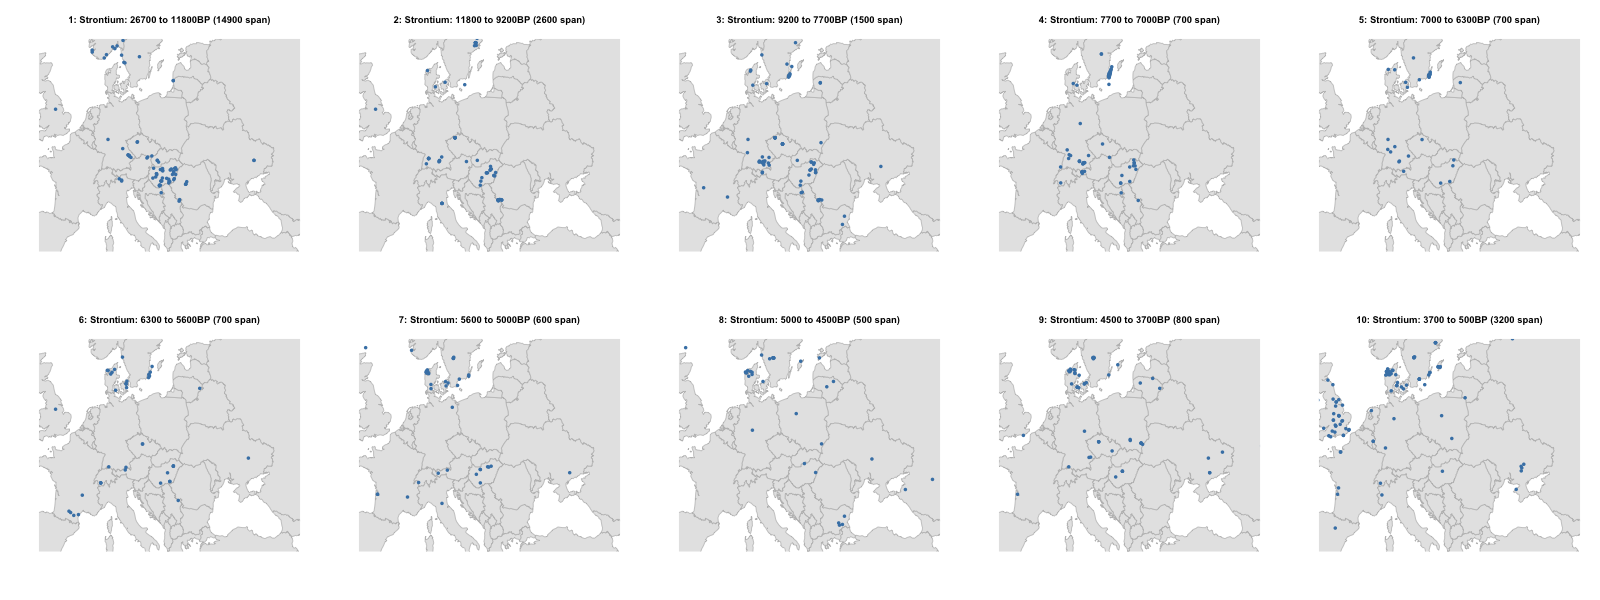 1: Strontium: 26700 to 11800BP (14900 span)
2: Strontium: 11800 to 9200BP (2600 span)
3: Strontium: 9200 to 7700BP (1500 span)
4: Strontium: 7700 to 7000BP (700 span)
5: Strontium: 7000 to 6300BP (700 span)
6: Strontium: 6300 to 5600BP (700 span)
7: Strontium: 5600 to 5000BP (600 span)
8: Strontium: 5000 to 4500BP (500 span)
9: Strontium: 4500 to 3700BP (800 span)
10: Strontium: 3700 to 500BP (3200 span)